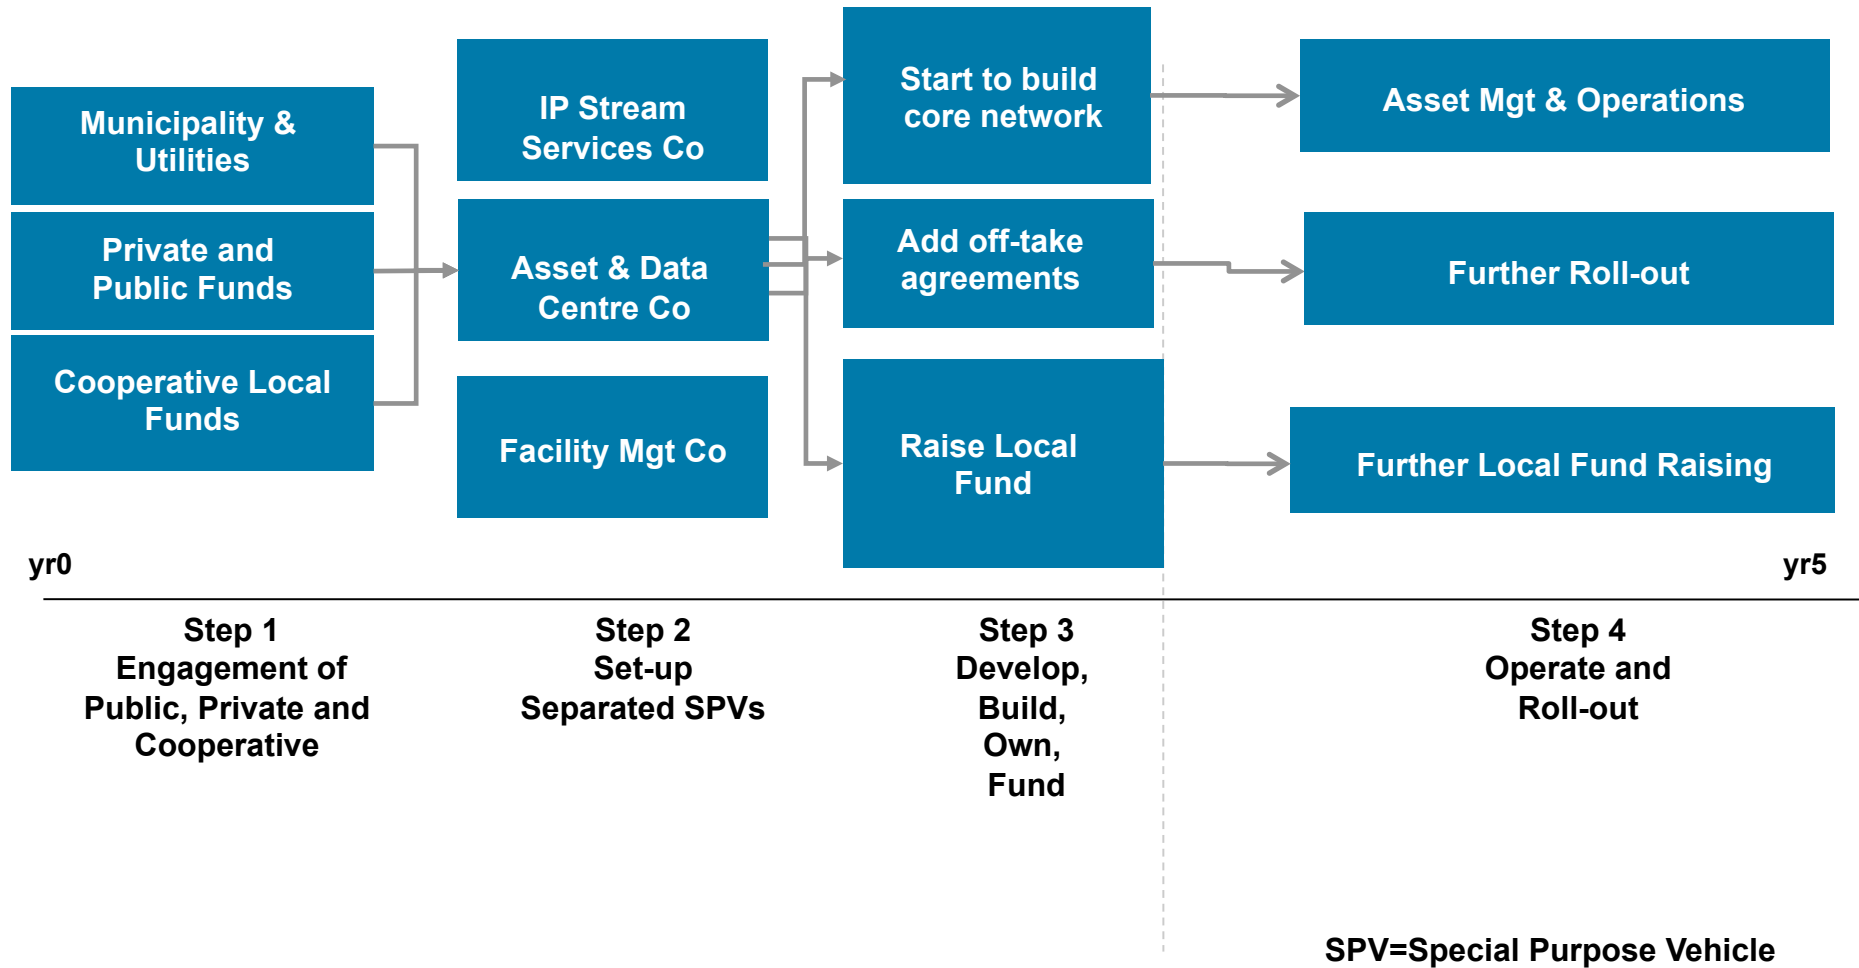 Municipality &
Utilities
Private and
Public Funds
Cooperative Local
Funds
IP Stream
Services Co
Asset & Data
Centre Co
Facility Mgt Co
Start to build
core network
Add off-take
agreements
Raise Local
Fund
Asset Mgt & Operations
Further Roll-out
Further Local Fund Raising
yr0
yr5
Step 1
Engagement of
Public, Private and
Cooperative
Step 2
Set-up
Separated SPVs
Step 3
Develop,
Build,
Own,
Fund
Step 4
Operate and
Roll-out
SPV=Special Purpose Vehicle